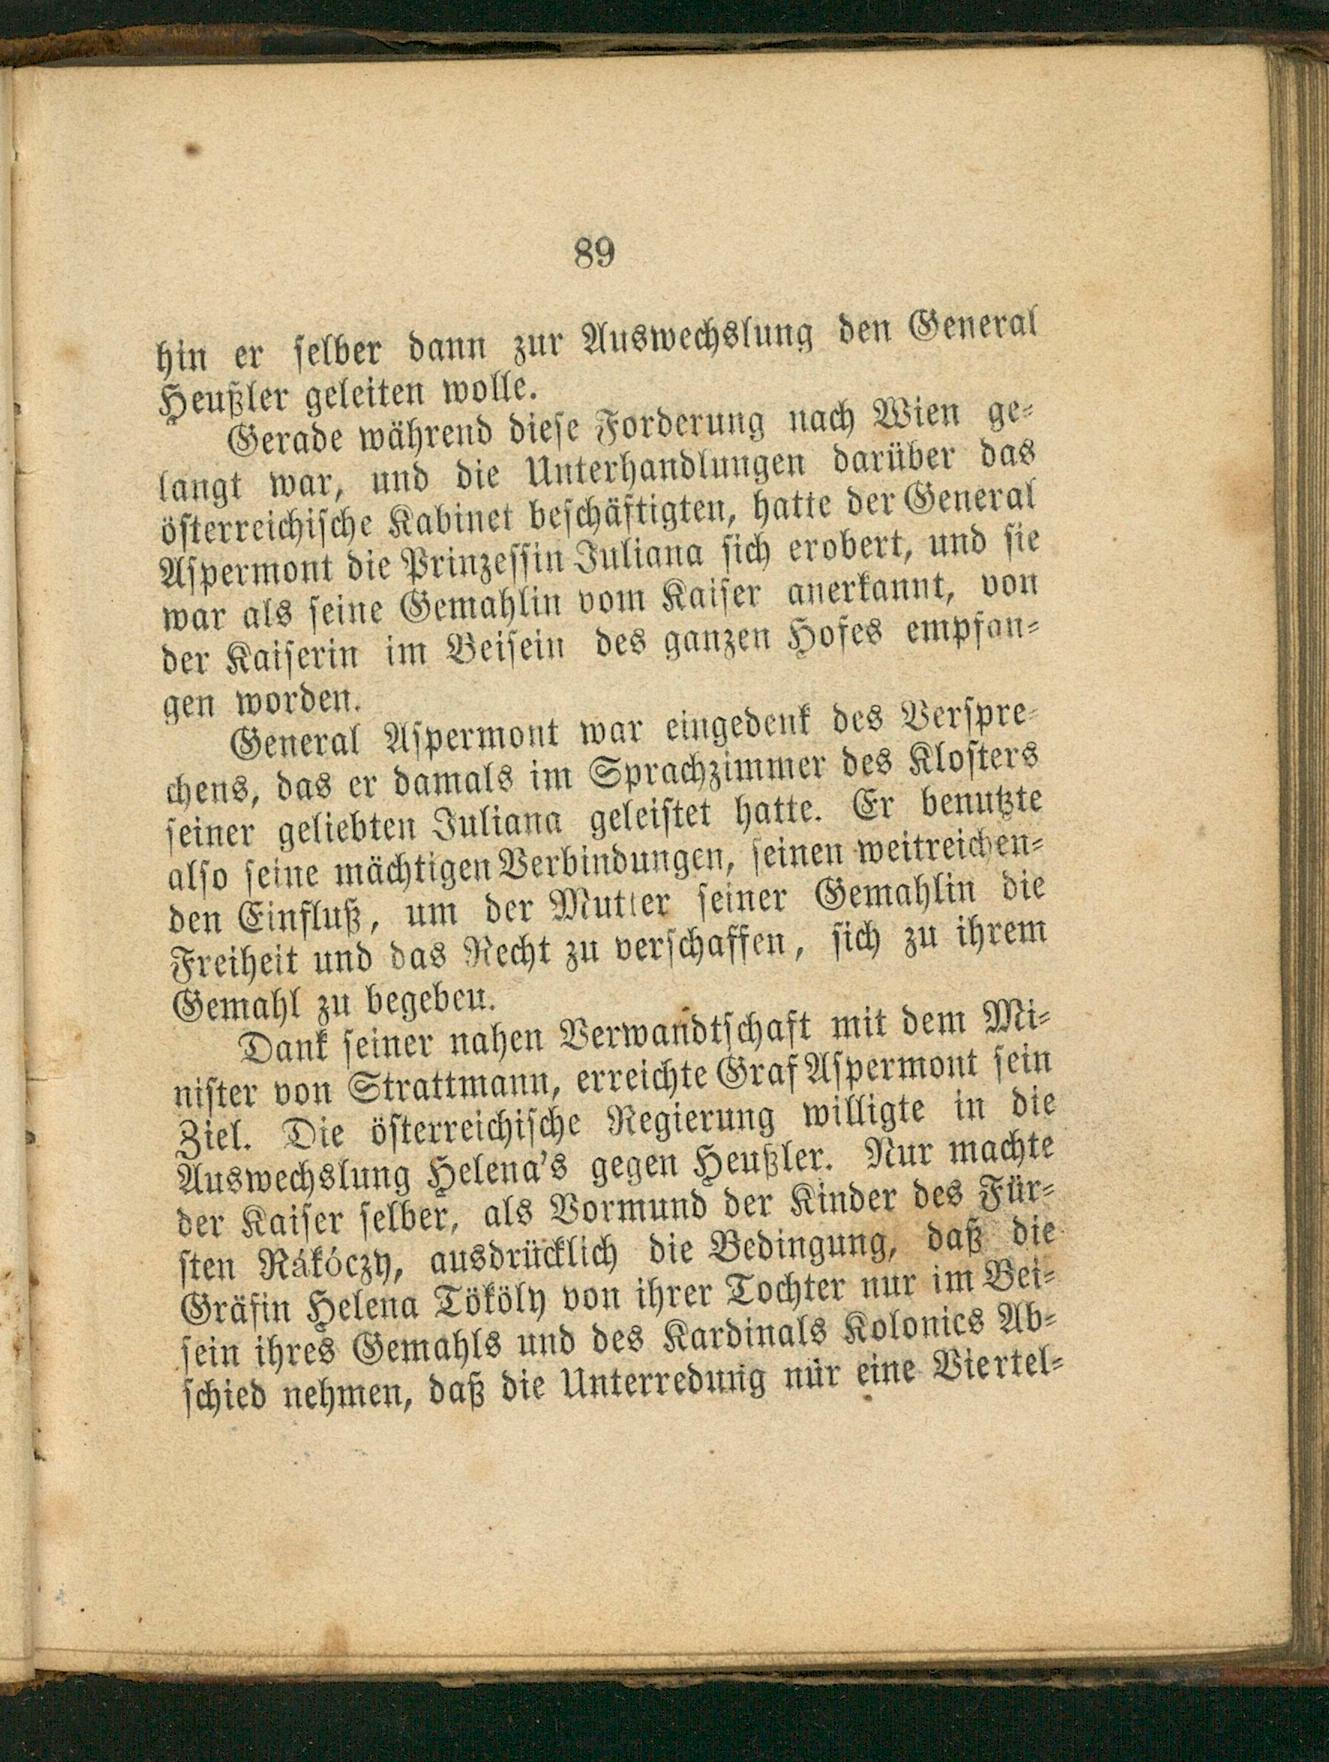 89
hin er selber dann zur Auswechslung den General
Heußler geleiten wolle.
Gerade während diese Forderung nach Wien ge-
langt war, und die Unterhandlungen darüber das
österreichische Kabinet beschäftigten, hatte der General
Aspermont die Prinzessin Juliana sich erobert, und sie
war als seine Gemahlin vom Kaiser anerkannt, von
der Kaiserin im Beisein des ganzen Hofes empfan-
gen worden.
General Aspermont war eingedenk des Verspre-
chens, das er damals im Sprachzimmer des Klosters
seiner geliebten Juliana geleistet hatte. Er benutzte
also seine mächtigen Verbindungen, seinen weitreichen-
den Einfluß, um der Mutter seiner Gemahlin die
Freiheit und das Recht zu verschaffen, sich zu ihrem
Gemahl zu begeben.
Dank seiner nahen Verwandtschaft mit dem Mi-
nister von Strattmann, erreichte Graf Aspermont sein
Ziel. Die österreichische Regierung willigte in die
Auswechslung Helena's gegen Heußler. Nur machte
der Kaiser selber, als Vormund der Kinder des Für-
sten Rákóczy, ausdrücklich die Bedingung, daß die
Gräfin Helena Tököly von ihrer Tochter nur im Bei-
sein ihres Gemahls und des Kardinals Kolonics Ab-
schied nehmen, daß die Unterredung nur eine Viertel-